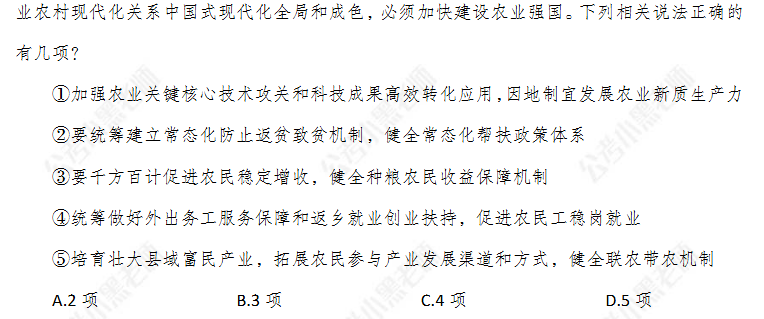 业农村现代化关系中国式现代化全局和成色，必须加快建设农业强国。下列相关说法正确的
有几项？
①加强农业关键核心技术攻关和科技成果高效转化应用，因地制宜发展农业新质生产力
②要统筹建立常态化防止返贫致贫机制，健全常态化帮扶政策体系
③要千方百计促进农民稳定增收，健全种粮农民收益保障机制
④统筹做好外出务工服务保障和返乡就业创业扶持，促进农民工稳岗就业
⑤培育壮大县域富民产业，拓展农民参与产业发展渠道和方式，健全联农带农机制
A.2 项 B.3 项 C.4 项 D.5 项
公考小黑老师